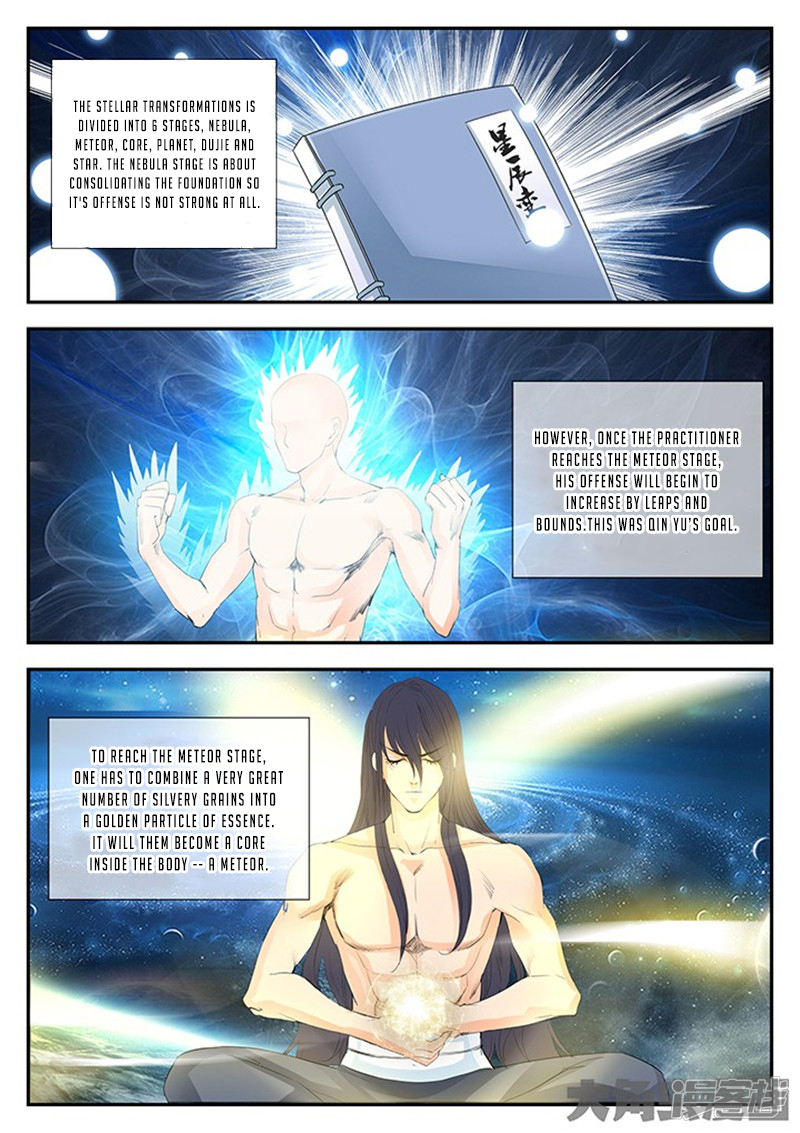 THE STELLAR TRANSFORMATIONS IS
DIVIDED INTO 6 STAGES, NEBULA,
METEOR, CORE, PLANET, DUJIE AND
STAR. THE NEBULA STAGE IS ABOUT
CONSOLIDATING THE FOUNDATION SO
IT'S OFFENSE IS NOT STRONG AT ALL.
星辰变
HOWEVER, ONCE THE PRACTITIONER
REACHES THE METEOR STAGE,
HIS OFFENSE WILL BEGIN TO
INCREASE BY LEAPS AND
BOUNDS.THIS WAS QIN YU'S GOAL.
TO REACH THE METEOR STAGE,
ONE HAS TO COMBINE A VERY GREAT
NUMBER OF SILVERY GRAINS INTO
A GOLDEN PARTICLE OF ESSENCE.
IT WILL THEM BECOME A CORE
INSIDE THE BODY -- A METEOR.
漫客栈